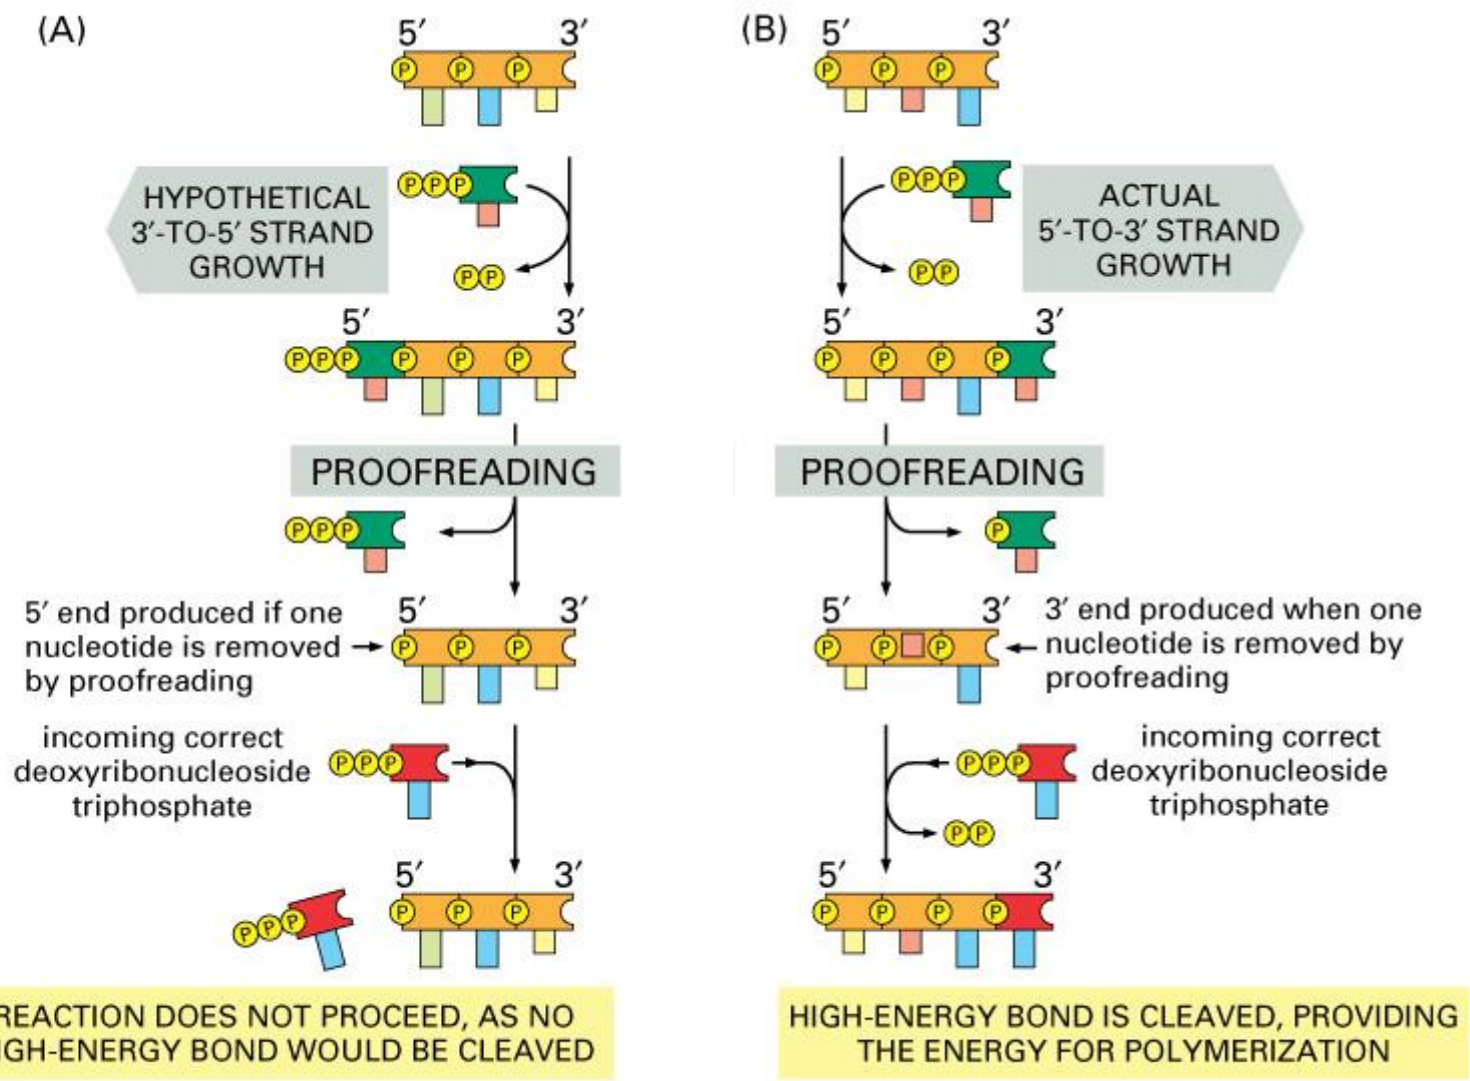 (A)
5′ 3′
P P P
HYPOTHETICAL
3′-TO-5′ STRAND
GROWTH
P P P
P P
5′ 3′
P P P P P P
PROOFREADING
P P P
5′ end produced if one
nucleotide is removed
by proofreading
5′ 3′
P P P
incoming correct
deoxyribonucleoside
triphosphate
P P P
5′ 3′
P P P
P P P
REACTION DOES NOT PROCEED, AS NO
IGH-ENERGY BOND WOULD BE CLEAVED
(B)
5′ 3′
P P P
P P P
ACTUAL
5′-TO-3′ STRAND
GROWTH
P P
5′ 3′
P P P P
PROOFREADING
P
5′ 3′
P P P
3′ end produced when one
nucleotide is removed by
proofreading
P P P
incoming correct
deoxyribonucleoside
triphosphate
P P
5′ 3′
P P P P
HIGH-ENERGY BOND IS CLEAVED, PROVIDING
THE ENERGY FOR POLYMERIZATION